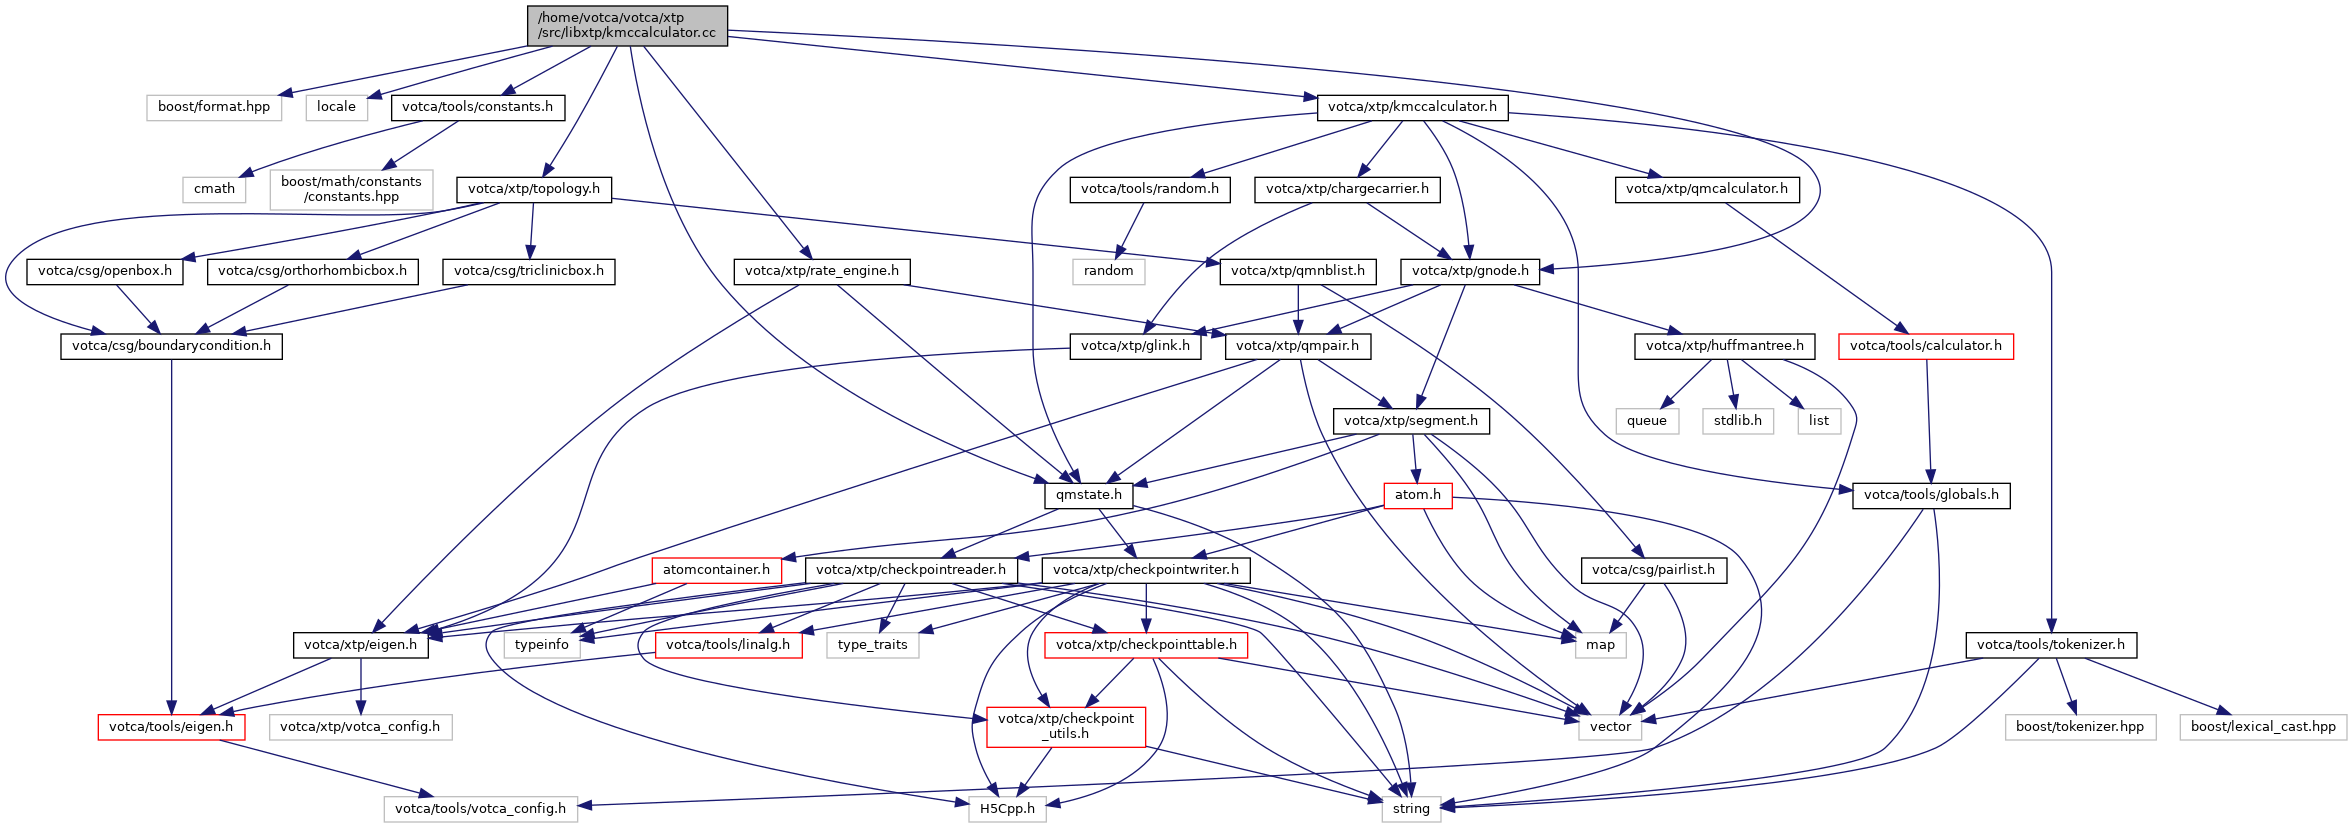 /home/votca/votca/xtp
/src/libxtp/kmccalculator.cc
boost/format.hpp
locale
votca/tools/constants.h
votca/xtp/kmccalculator.h
cmath
boost/math/constants
/constants.hpp
votca/xtp/topology.h
votca/tools/random.h
votca/xtp/chargecarrier.h
votca/xtp/qmcalculator.h
votca/csg/openbox.h
votca/csg/orthorhombicbox.h
votca/csg/triclinicbox.h
votca/xtp/rate_engine.h
random
votca/xtp/qmnblist.h
votca/xtp/gnode.h
votca/csg/boundarycondition.h
votca/xtp/glink.h
votca/xtp/qmpair.h
votca/xtp/huffmantree.h
votca/tools/calculator.h
votca/xtp/segment.h
queue
stdlib.h
list
qmstate.h
atom.h
votca/tools/globals.h
atomcontainer.h
votca/xtp/checkpointreader.h
votca/xtp/checkpointwriter.h
votca/csg/pairlist.h
votca/xtp/eigen.h
typeinfo
votca/tools/linalg.h
type_traits
votca/xtp/checkpointtable.h
map
votca/tools/tokenizer.h
votca/tools/eigen.h
votca/xtp/votca_config.h
votca/xtp/checkpoint
_utils.h
vector
boost/tokenizer.hpp
boost/lexical_cast.hpp
votca/tools/votca_config.h
H5Cpp.h
string